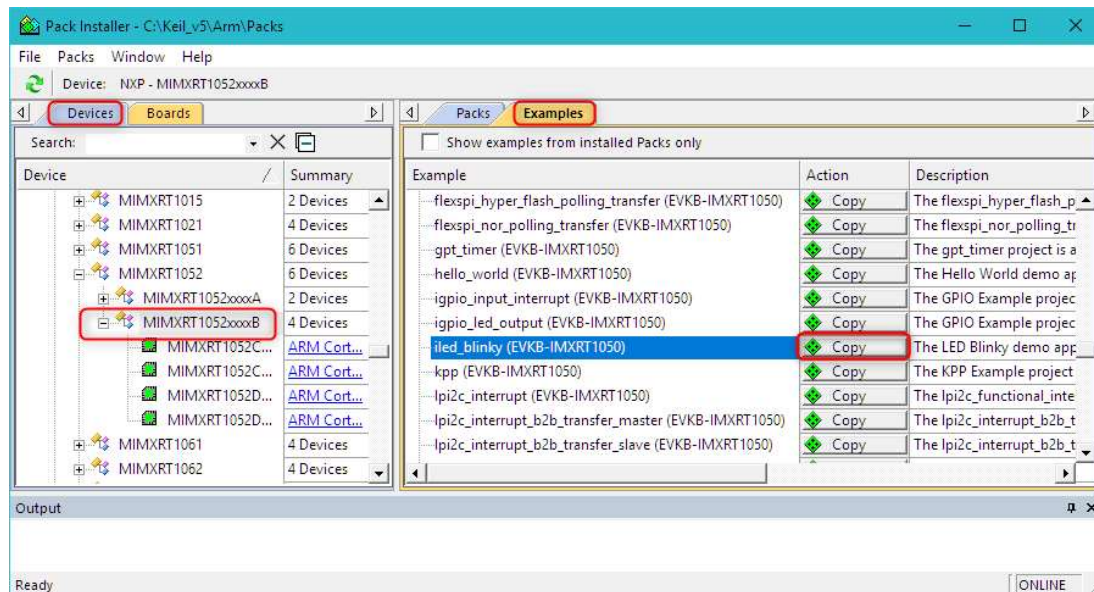 Pack Installer - C:\Keil_v5\Arm\Packs
File Packs Window Help
Device: NXP - MIMXRT1052xxxxB
Devices Boards
Search:
Device / Summary
MIMXRT1015 2 Devices
MIMXRT1021 4 Devices
MIMXRT1051 6 Devices
MIMXRT1052 6 Devices
MIMXRT1052xxxxA 2 Devices
MIMXRT1052xxxxB 4 Devices
MIMXRT1052C... ARM Cort...
MIMXRT1052C... ARM Cort...
MIMXRT1052D... ARM Cort...
MIMXRT1052D... ARM Cort...
MIMXRT1061 4 Devices
MIMXRT1062 4 Devices
Packs Examples
Show examples from installed Packs only
Example Action Description
flexspi_hyper_flash_polling_transfer (EVKB-IMXRT1050) Copy The flexspi_hyper_flash_p
flexspi_nor_polling_transfer (EVKB-IMXRT1050) Copy The flexspi_nor_polling_tr
gpt_timer (EVKB-IMXRT1050) Copy The gpt_timer project is a
hello_world (EVKB-IMXRT1050) Copy The Hello World demo ap
igpio_input_interrupt (EVKB-IMXRT1050) Copy The GPIO Example projec
igpio_led_output (EVKB-IMXRT1050) Copy The GPIO Example projec
iled_blinky (EVKB-IMXRT1050) Copy The LED Blinky demo app
kpp (EVKB-IMXRT1050) Copy The KPP Example project
lpi2c_interrupt (EVKB-IMXRT1050) Copy The lpi2c_functional_inte
lpi2c_interrupt_b2b_transfer_master (EVKB-IMXRT1050) Copy The lpi2c_interrupt_b2b_t
lpi2c_interrupt_b2b_transfer_slave (EVKB-IMXRT1050) Copy The lpi2c_interrupt_b2b_t
Output
Ready ONLINE